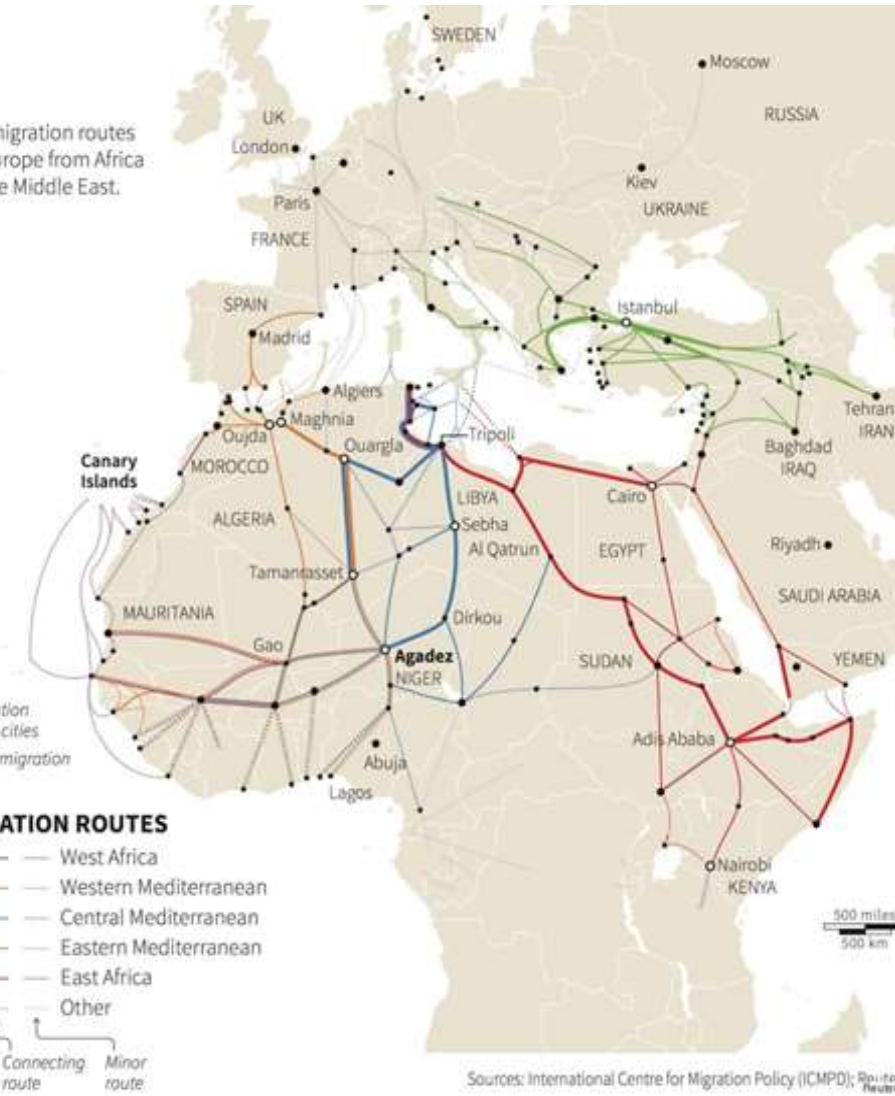 SWEDEN
Moscow
RUSSIA
UK
London
migration routes
urope from Africa
e Middle East.
Kiev
UKRAINE
Paris
FRANCE
SPAIN
Istanbul
Madrid
Algiers
Maghnia
Tehran
IRAN
Oujda
Tripoli
Ouargla
Baghdad
IRAQ
Canary
Islands
MOROCCO
LIBYA
Cairo
ALGERIA
Sebha
Al Qatrun
EGYPT
Riyadh
Tamanrasset
SAUDI ARABIA
MAURITANIA
Dirkou
Gao
Agadez
NIGER
SUDAN
YEMEN
tion
cities
migration
Adis Ababa
Abuja
Lagos
ATION ROUTES
West Africa
Western Mediterranean
Central Mediterranean
Eastern Mediterranean
East Africa
Other
Nairobi
KENYA
500 miles
500 km
Connecting
route
Minor
route
Sources: International Centre for Migration Policy (ICMPD);